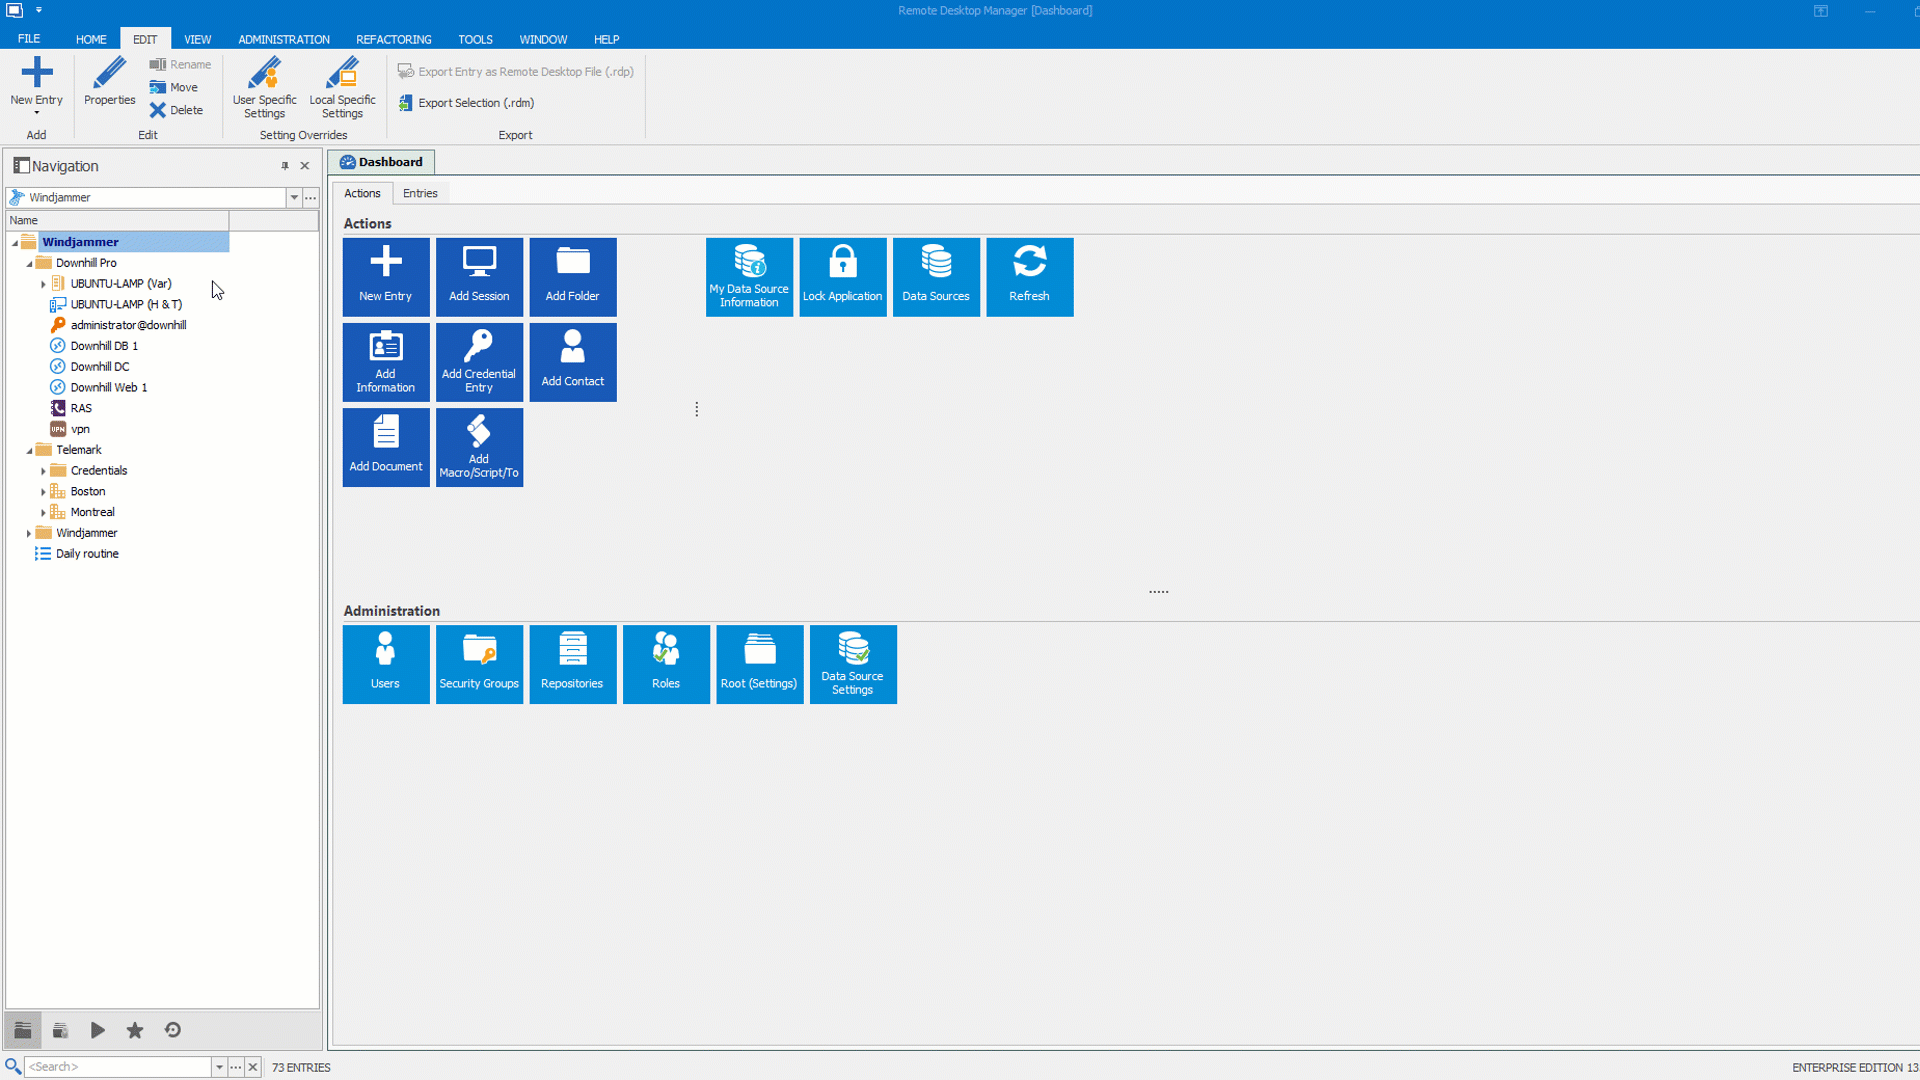 Remote Desktop Manager [Dashboard]
FILE HOME EDIT VIEW ADMINISTRATION REFACTORING TOOLS WINDOW HELP
New Entry
Add
Properties
Rename
Move
Delete
Edit
User Specific
Settings
Local Specific
Settings
Setting Overrides
Export Entry as Remote Desktop File (.rdp)
Export Selection (.rdm)
Export
Navigation
Windjammer
Name
Windjammer
Downhill Pro
UBUNTU-LAMP (Var)
UBUNTU-LAMP (H & T)
administrator@downhill
Downhill DB 1
Downhill DC
Downhill Web 1
RAS
VPN vpn
Telemark
Credentials
Boston
Montreal
Windjammer
Daily routine
Dashboard
Actions Entries
Actions
New Entry
Add Session
Add Folder
My Data Source
Information
Lock Application
Data Sources
Refresh
Add
Information
Add Credential
Entry
Add Contact
Add Document
Add
Macro/Script/To
Administration
Users
Security Groups
Repositories
Roles
Root (Settings)
Data Source
Settings
<Search>
73 ENTRIES
ENTERPRISE EDITION 13